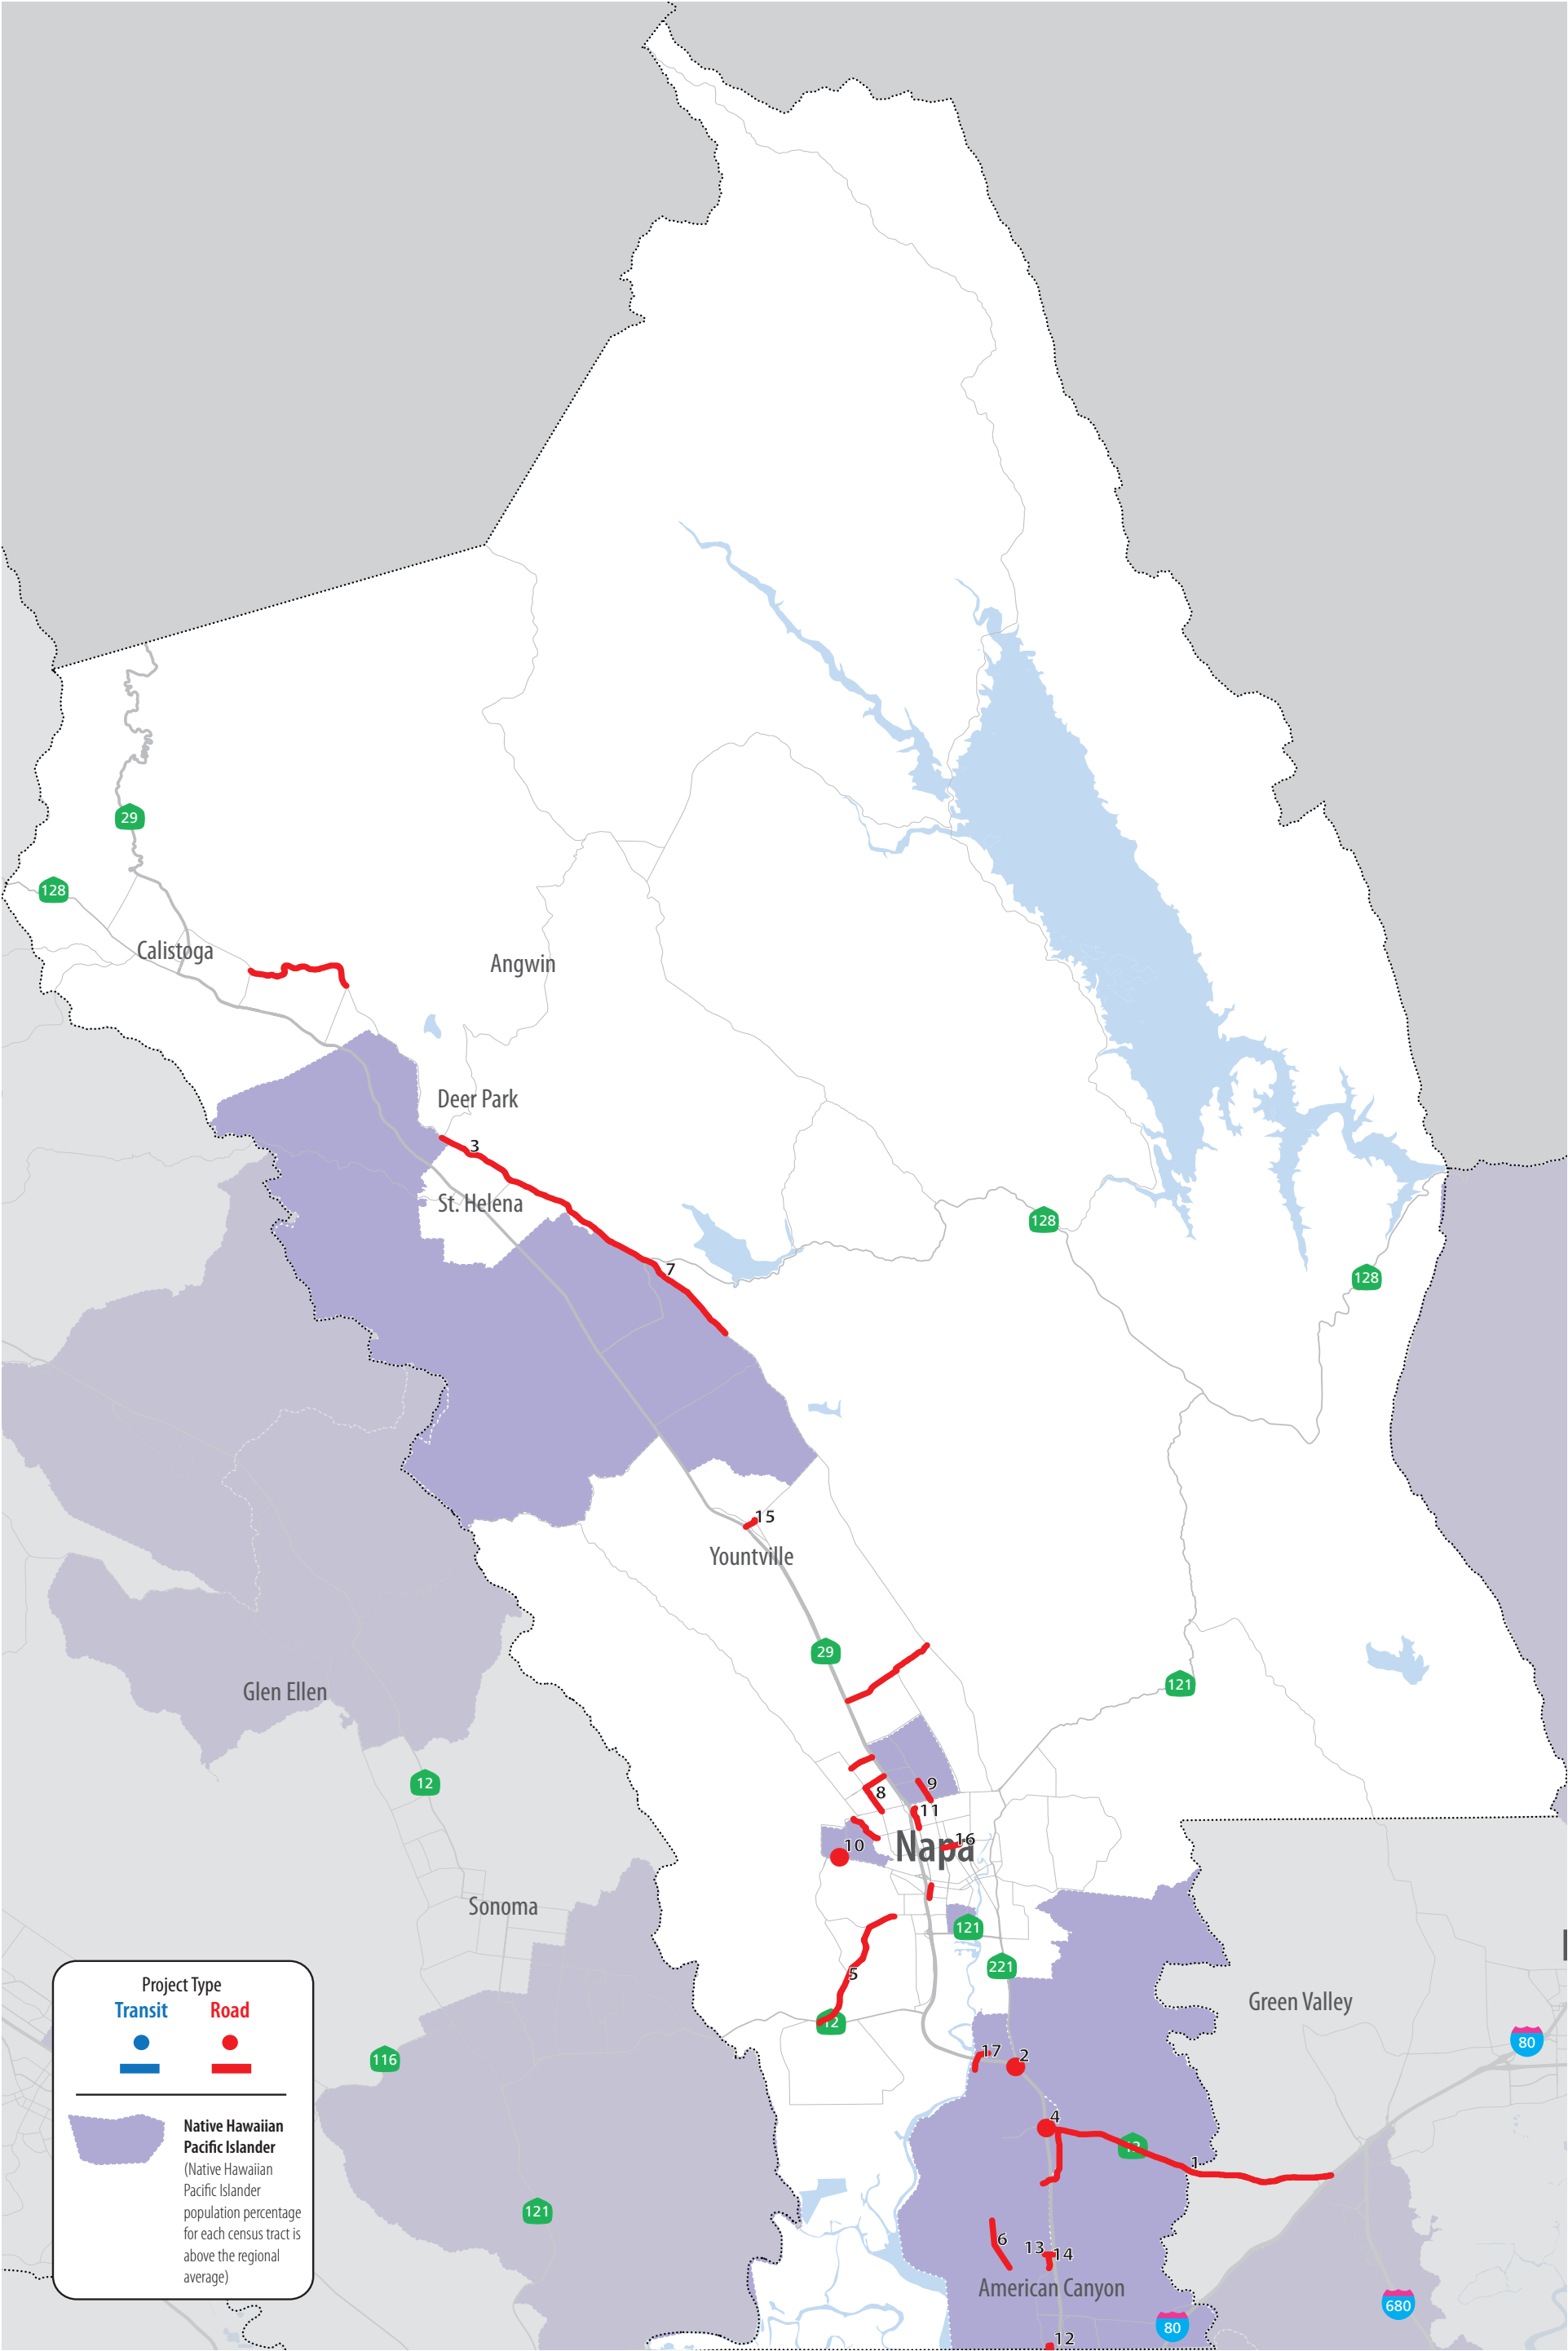 29
128
Calistoga
Angwin
Deer Park
3
St. Helena
128
7
128
15
Yountville
29
121
Glen Ellen
12
9
8
11
Napa
16
10
Sonoma
121
221
5
12
Green Valley
80
116
17
2
4
12
1
121
6
13
14
American Canyon
680
80
12
Project Type
Transit
Road
Native Hawaiian
Pacific Islander
(Native Hawaiian
Pacific Islander
population percentage
for each census tract is
above the regional
average)